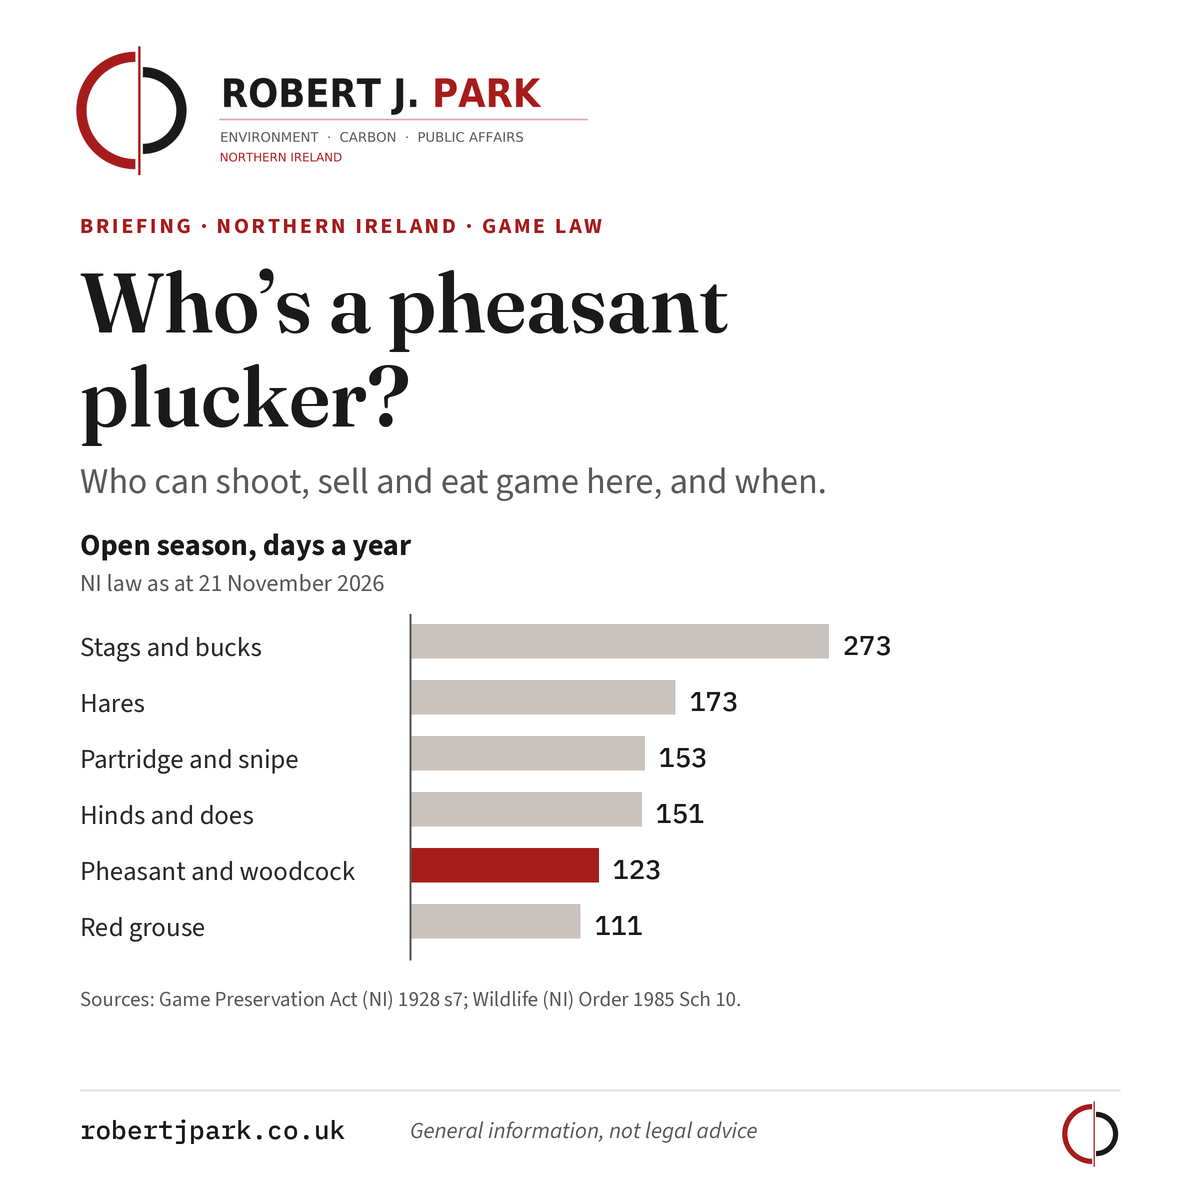 ROBERT J. PARK
ENVIRONMENT · CARBON · PUBLIC AFFAIRS
NORTHERN IRELAND
BRIEFING · NORTHERN IRELAND · GAME LAW
Who’s a pheasant
plucker?
Who can shoot, sell and eat game here, and when.
Open season, days a year
NI law as at 21 November 2026
Stags and bucks 273
Hares 173
Partridge and snipe 153
Hinds and does 151
Pheasant and woodcock 123
Red grouse 111
Sources: Game Preservation Act (NI) 1928 s7; Wildlife (NI) Order 1985 Sch 10.
robertjpark.co.uk General information, not legal advice